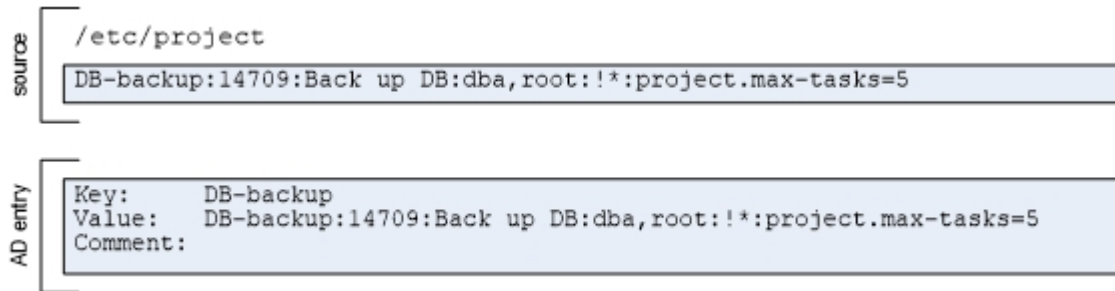 source
/etc/project
DB-backup:14709:Back up DB:dba,root:!*:project.max-tasks=5
AD entry
Key: DB-backup
Value: DB-backup:14709:Back up DB:dba,root:!*:project.max-tasks=5
Comment: